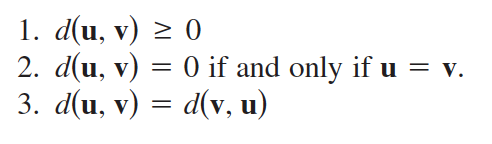 1. d(u, v) ≥ 0
2. d(u, v) = 0 if and only if u = v.
3. d(u, v) = d(v, u)